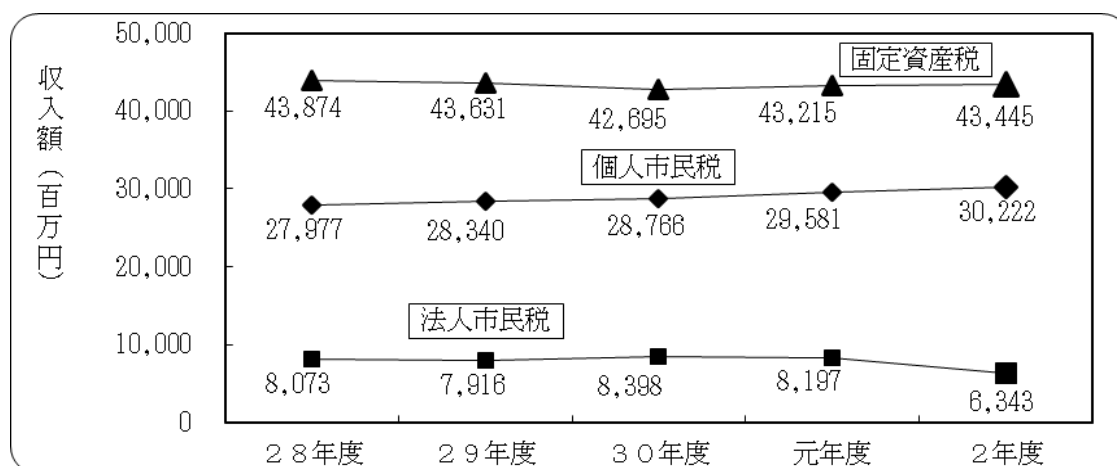 収入額（百万円）
50,000
40,000
30,000
20,000
10,000
0
固定資産税
43,874
43,631
42,695
43,215
43,445
個人市民税
27,977
28,340
28,766
29,581
30,222
法人市民税
8,073
7,916
8,398
8,197
6,343
２８年度
２９年度
３０年度
元年度
２年度